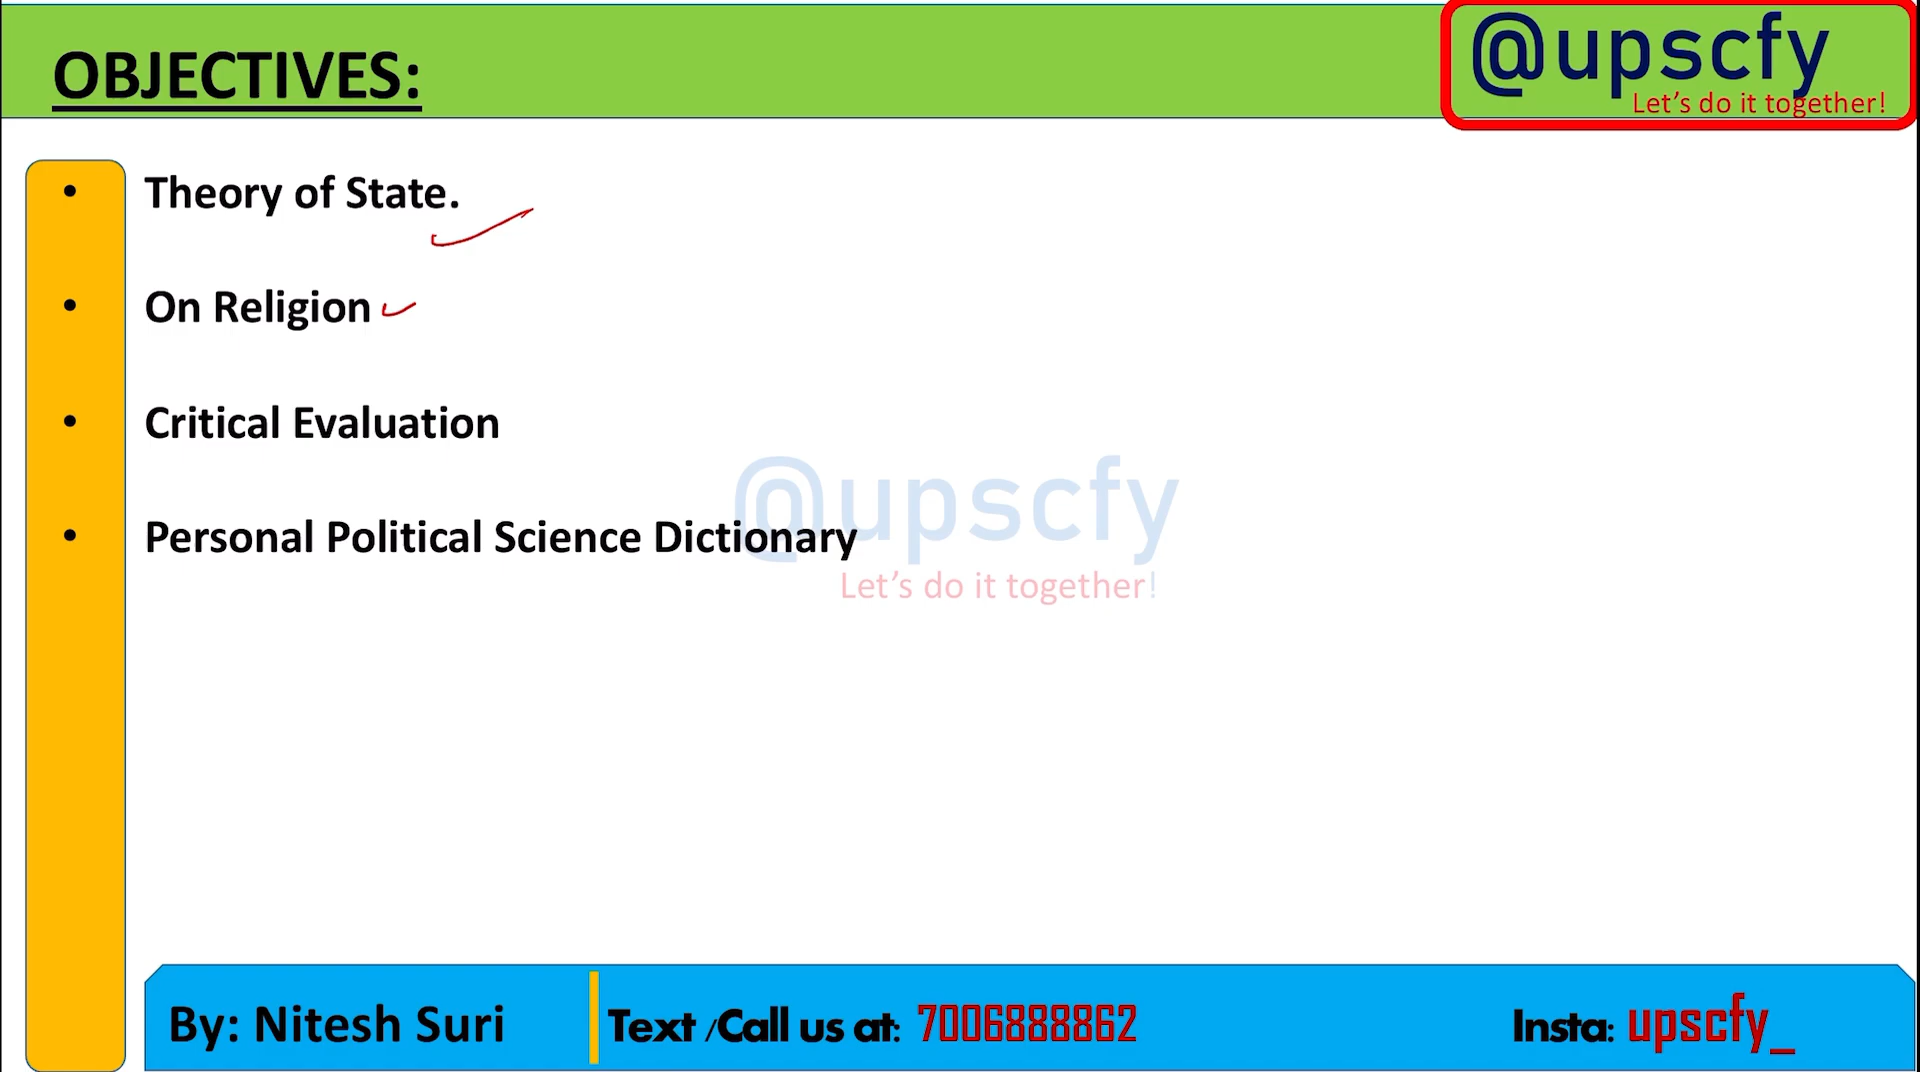 OBJECTIVES:
@upscfy
Let's do it together!
• Theory of State.
• On Religion
• Critical Evaluation
• Personal Political Science Dictionary
@upscfy
Let's do it together!
By: Nitesh Suri
Text /Call us at: 7006888862
Insta: upscfy_